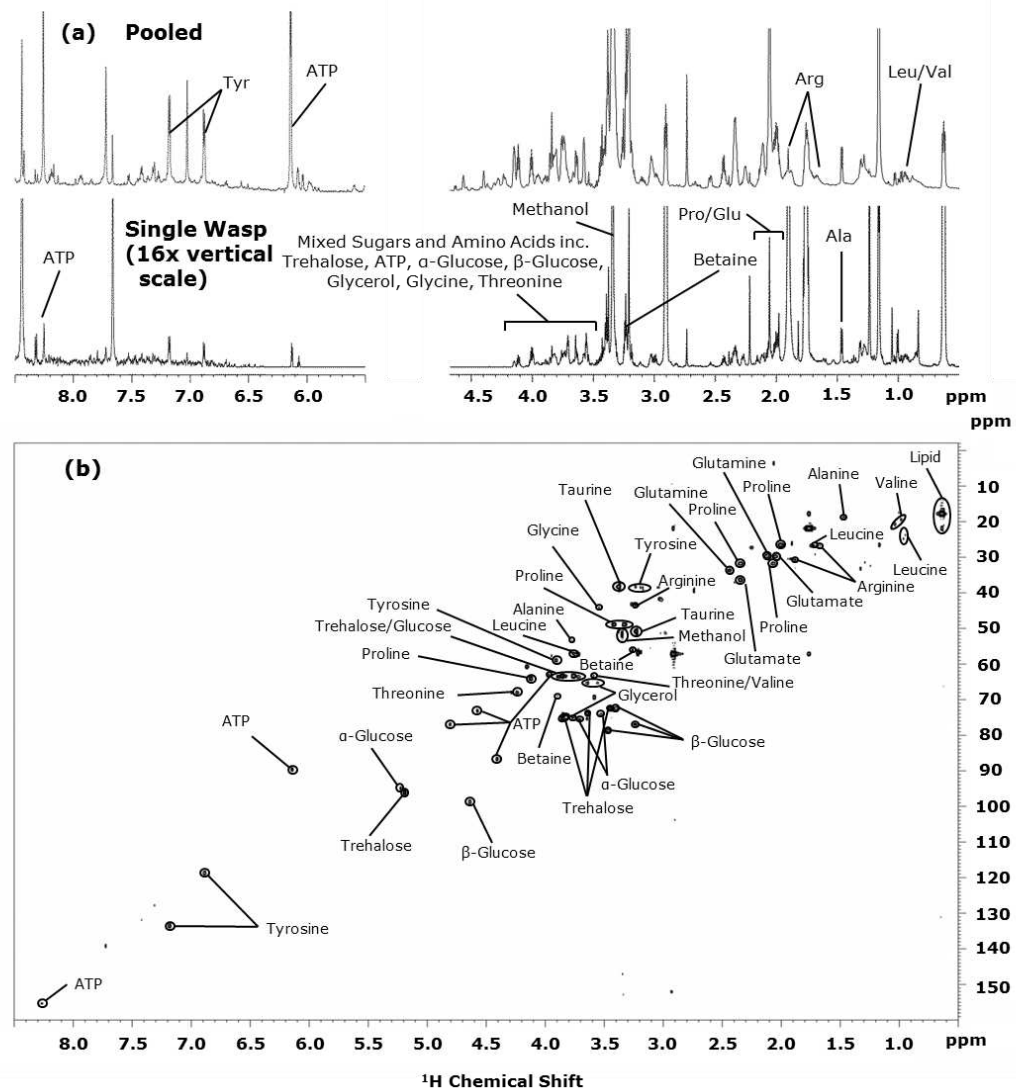 (a) Pooled
Tyr
ATP
Arg
Leu/Val
Single Wasp
(16x vertical
scale)
ATP
Methanol
Pro/Glu
Mixed Sugars and Amino Acids inc.
Trehalose, ATP, α-Glucose, β-Glucose,
Glycerol, Glycine, Threonine
Betaine
Ala
8.0 7.5 7.0 6.5 6.0 4.5 4.0 3.5 3.0 2.5 2.0 1.5 1.0 ppm
ppm
(b)
Lipid
Glutamine
Alanine
Valine
Proline
Taurine
Glutamine
Proline
10
20
Glycine
Tyrosine
Leucine
30
Proline
Arginine
Leucine
Arginine
Glutamate
40
Tyrosine
Alanine
Taurine
Proline
Trehalose/Glucose
Leucine
Methanol
50
Proline
Betaine
Glutamate
60
Threonine
Threonine/Valine
Glycerol
70
ATP
ATP
α-Glucose
Betaine
β-Glucose
80
α-Glucose
90
Trehalose
Trehalose
β-Glucose
100
110
120
Tyrosine
130
140
ATP
150
8.0 7.5 7.0 6.5 6.0 5.5 5.0 4.5 4.0 3.5 3.0 2.5 2.0 1.5 1.0 ppm
¹H Chemical Shift